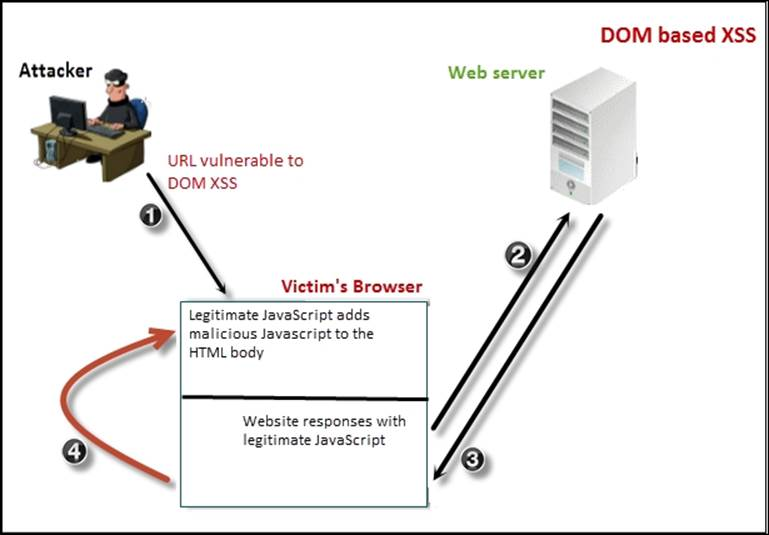 DOM based XSS
Attacker
Web server
URL vulnerable to
DOM XSS
1
2
Victim's Browser
Legitimate JavaScript adds
malicious Javascript to the
HTML body
Website responses with
legitimate JavaScript
4
3